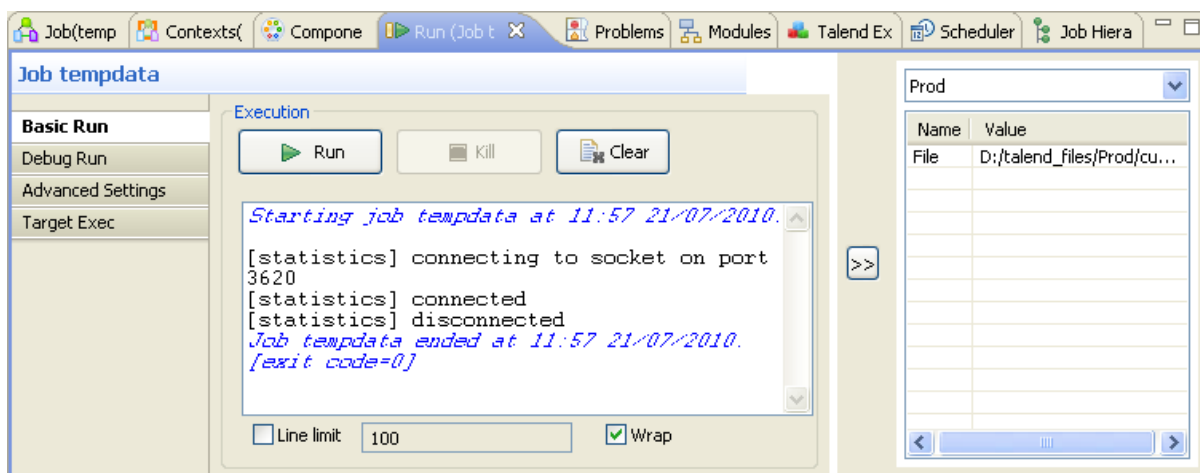 Job(temp Contexts( Compone Run (Job t Problems Modules Talend Ex Scheduler Job Hiera
Job tempdata
Prod
Basic Run
Debug Run
Advanced Settings
Target Exec
Execution
Run Kill Clear
Starting job tempdata at 11:57 21/07/2010.
[statistics] connecting to socket on port
3620
[statistics] connected
[statistics] disconnected
Job tempdata ended at 11:57 21/07/2010.
[exit code=0]
Line limit 100 Wrap
>>
Name Value
File D:/talend_files/Prod/cu...